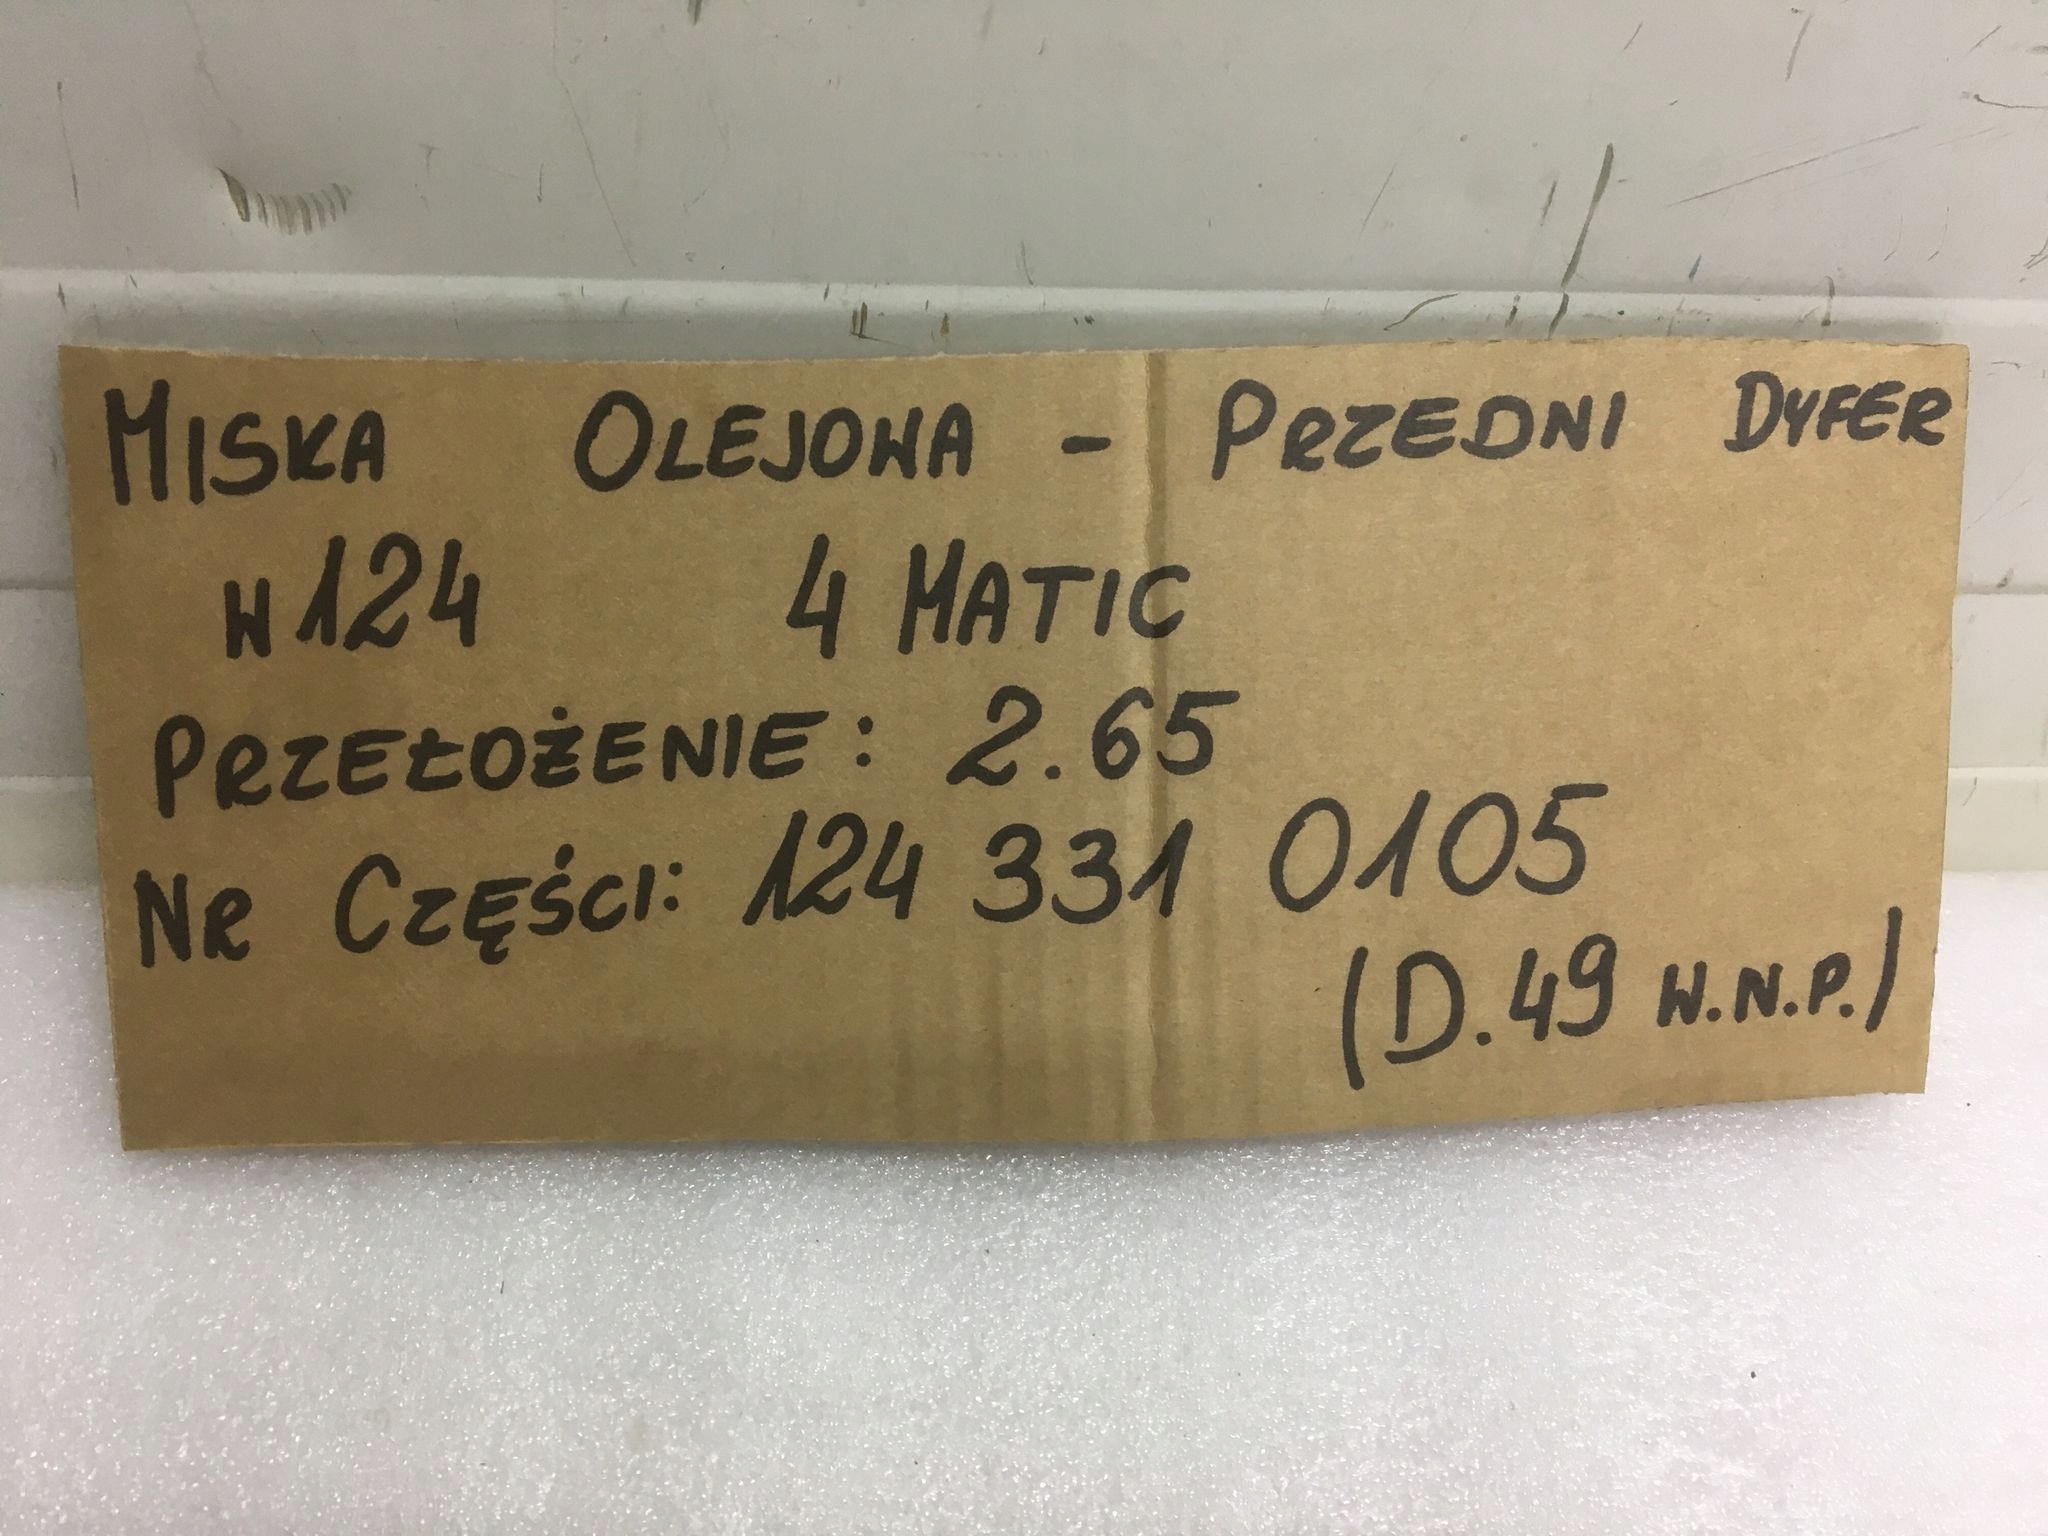 MISKA OLEJOWA - PRZEDNI DYFER
W124 4 MATIC
PRZEŁOŻENIE: 2.65
NR CZĘŚCI: 124 331 0105
(D.49 W.N.P.)